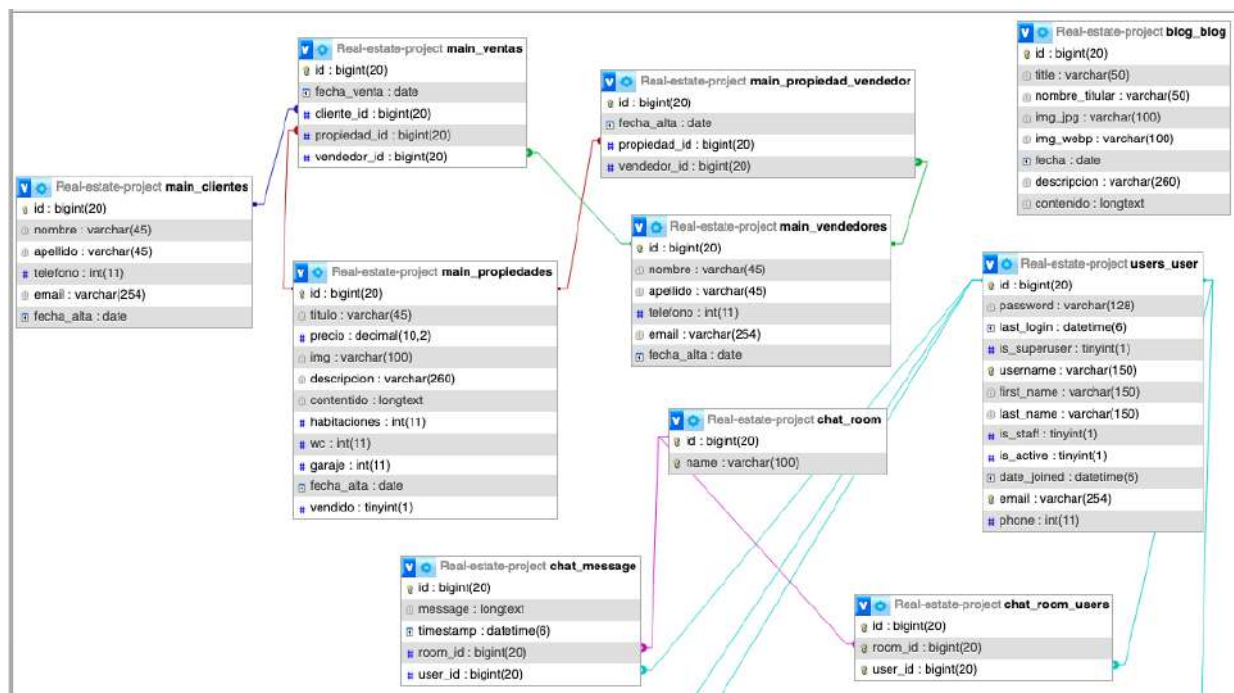 Real-estate-project main_ventas
id : bigint(20)
fecha_venta : date
cliente_id : bigint(20)
propiedad_id : bigint(20)
vendedor_id : bigint(20)
Real-estate-project main_propiedad_vendedor
id : bigint(20)
fecha_alta : date
propiedad_id : bigint(20)
vendedor_id : bigint(20)
Real-estate-project blog_blog
id : bigint(20)
title : varchar(50)
nombre_titular : varchar(50)
img_jpg : varchar(100)
img_webp : varchar(100)
fecha : date
descripcion : varchar(260)
contenido : longtext
Real-estate-project main_clientes
id : bigint(20)
nombre : varchar(45)
apellido : varchar(45)
telefono : int(11)
email : varchar(254)
fecha_alta : date
Real-estate-project main_propiedades
id : bigint(20)
titulo : varchar(45)
precio : decimal(10,2)
img : varchar(100)
descripcion : varchar(260)
contenido : longtext
habitaciones : int(11)
wc : int(11)
garaje : int(11)
fecha_alta : date
vendido : tinyint(1)
Real-estate-project main_vendedores
id : bigint(20)
nombre : varchar(45)
apellido : varchar(45)
telefono : int(11)
email : varchar(254)
fecha_alta : date
Real-estate-project users_user
id : bigint(20)
password : varchar(128)
last_login : datetime(6)
is_superuser : tinyint(1)
username : varchar(150)
first_name : varchar(150)
last_name : varchar(150)
is_staff : tinyint(1)
is_active : tinyint(1)
date_joined : datetime(6)
email : varchar(254)
phone : int(11)
Real-estate-project chat_room
id : bigint(20)
name : varchar(100)
Real-estate-project chat_message
id : bigint(20)
message : longtext
timestamp : datetime(6)
room_id : bigint(20)
user_id : bigint(20)
Real-estate-project chat_room_users
id : bigint(20)
room_id : bigint(20)
user_id : bigint(20)